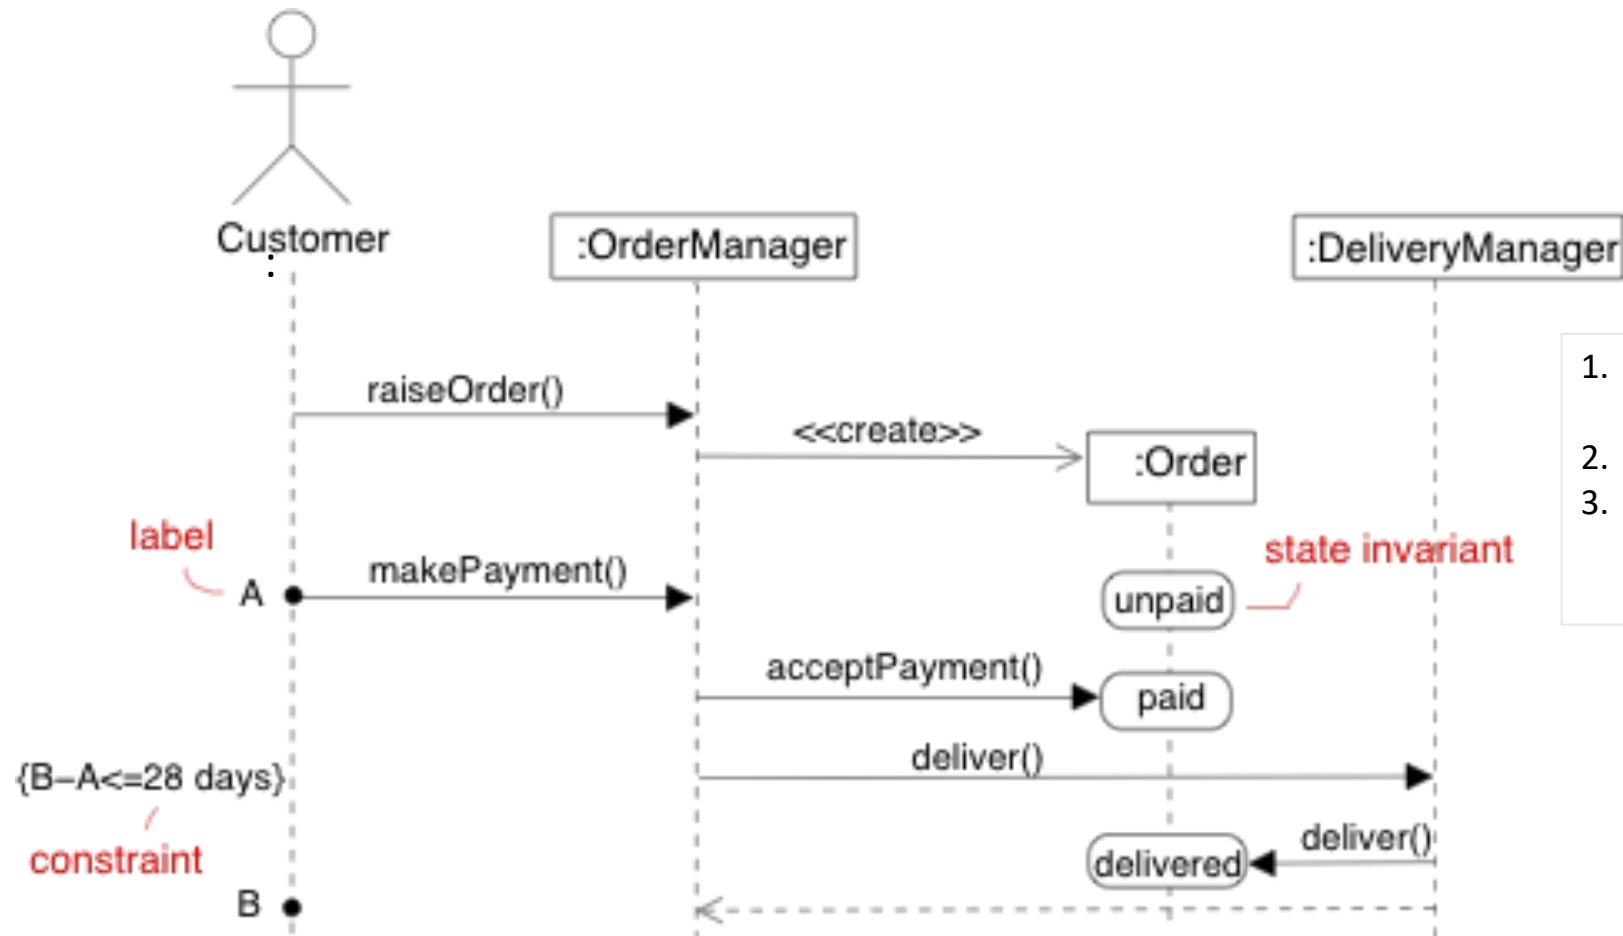 Customer
:
:OrderManager
:DeliveryManager
raiseOrder()
<<create>>
:Order
1.
2.
3.
label
state invariant
A
makePayment()
unpaid
acceptPayment()
paid
deliver()
{B–A<=28 days}
deliver()
constraint
delivered
B